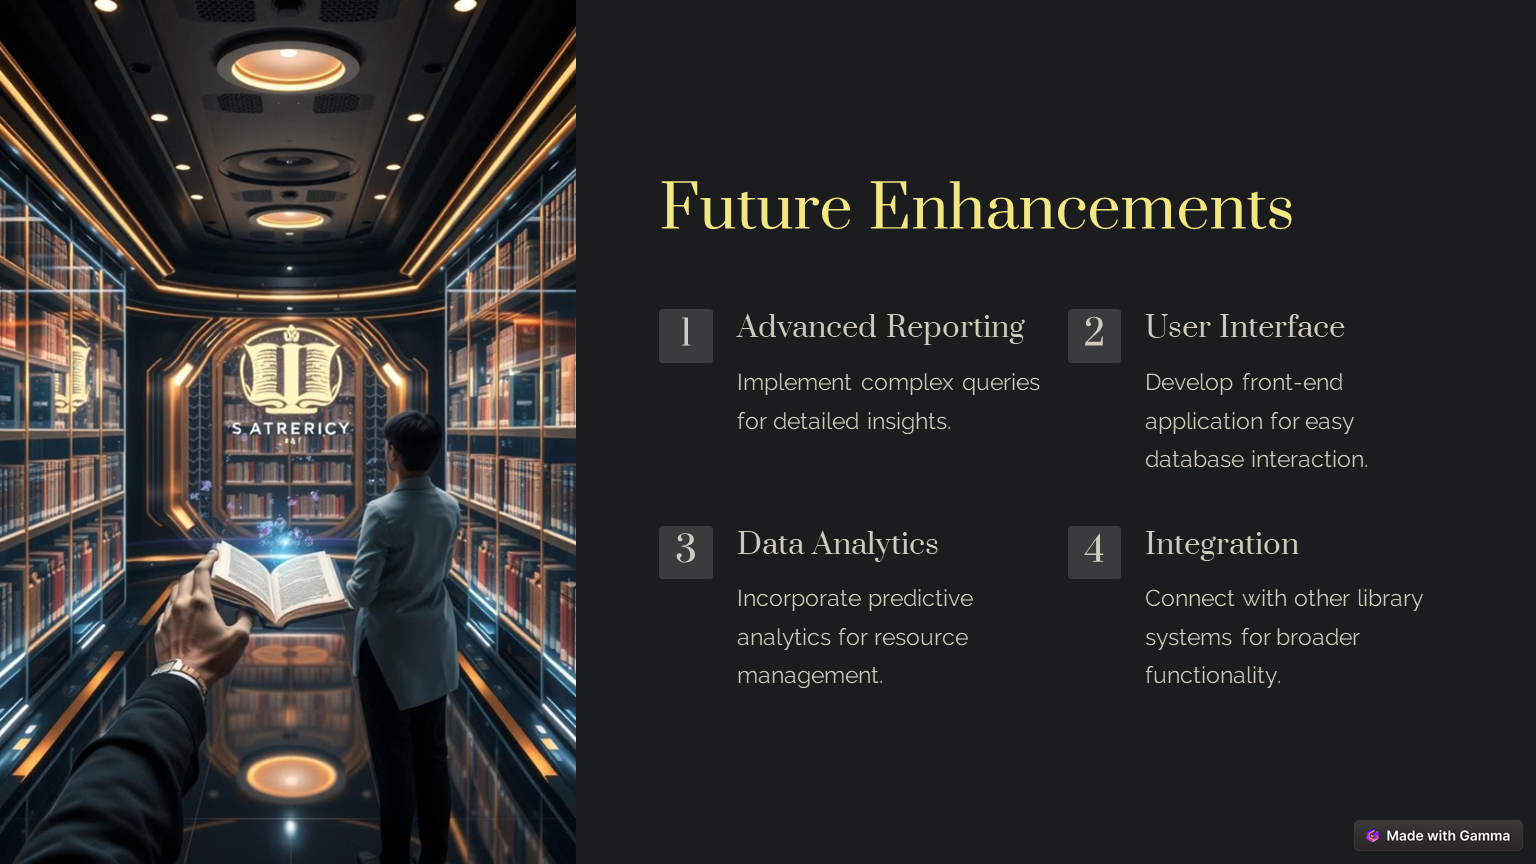 S ATRERICY
Future Enhancements
1
Advanced Reporting
Implement complex queries
for detailed insights.
2
User Interface
Develop front-end
application for easy
database interaction.
3
Data Analytics
Incorporate predictive
analytics for resource
management.
4
Integration
Connect with other library
systems for broader
functionality.
Made with Gamma